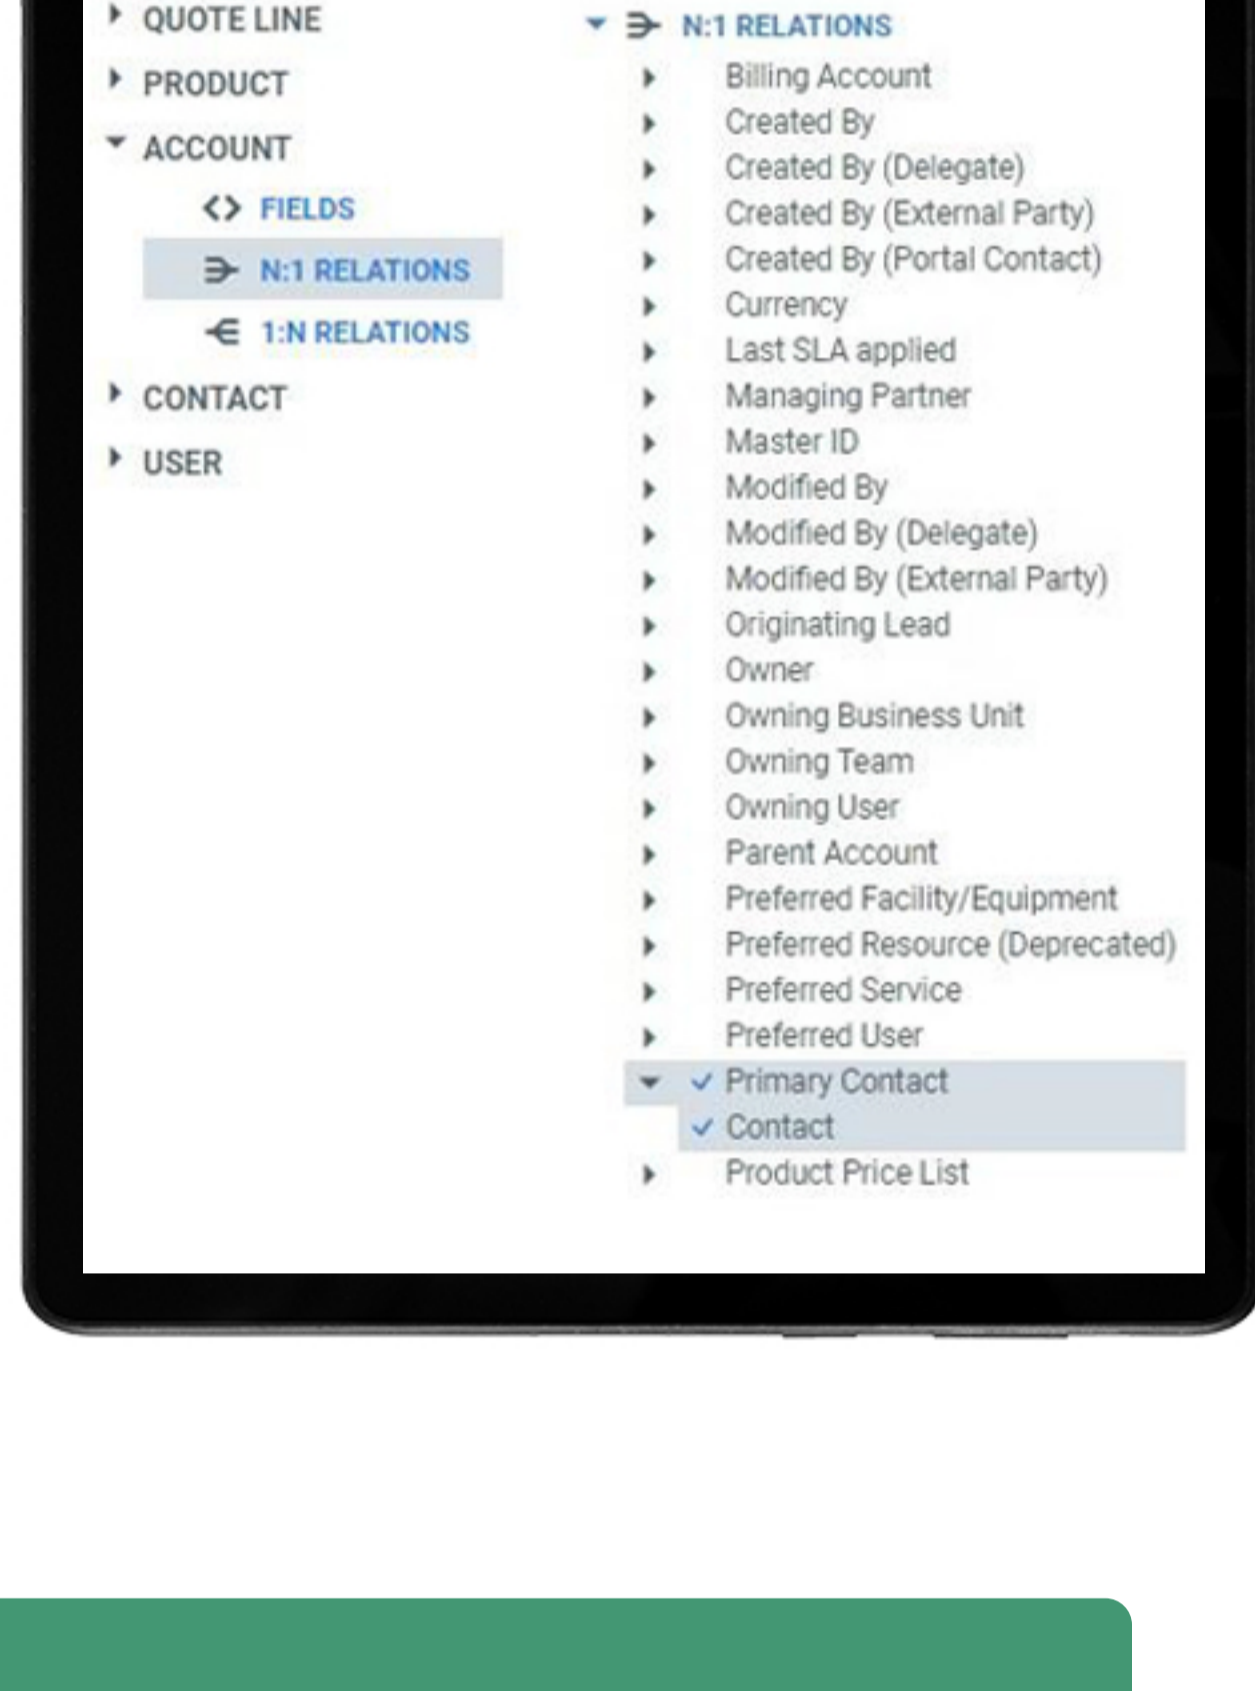 QUOTE LINE
PRODUCT
ACCOUNT
<> FIELDS
N:1 RELATIONS
1:N RELATIONS
CONTACT
USER
N:1 RELATIONS
Billing Account
Created By
Created By (Delegate)
Created By (External Party)
Created By (Portal Contact)
Currency
Last SLA applied
Managing Partner
Master ID
Modified By
Modified By (Delegate)
Modified By (External Party)
Originating Lead
Owner
Owning Business Unit
Owning Team
Owning User
Parent Account
Preferred Facility/Equipment
Preferred Resource (Deprecated)
Preferred Service
Preferred User
Primary Contact
Contact
Product Price List